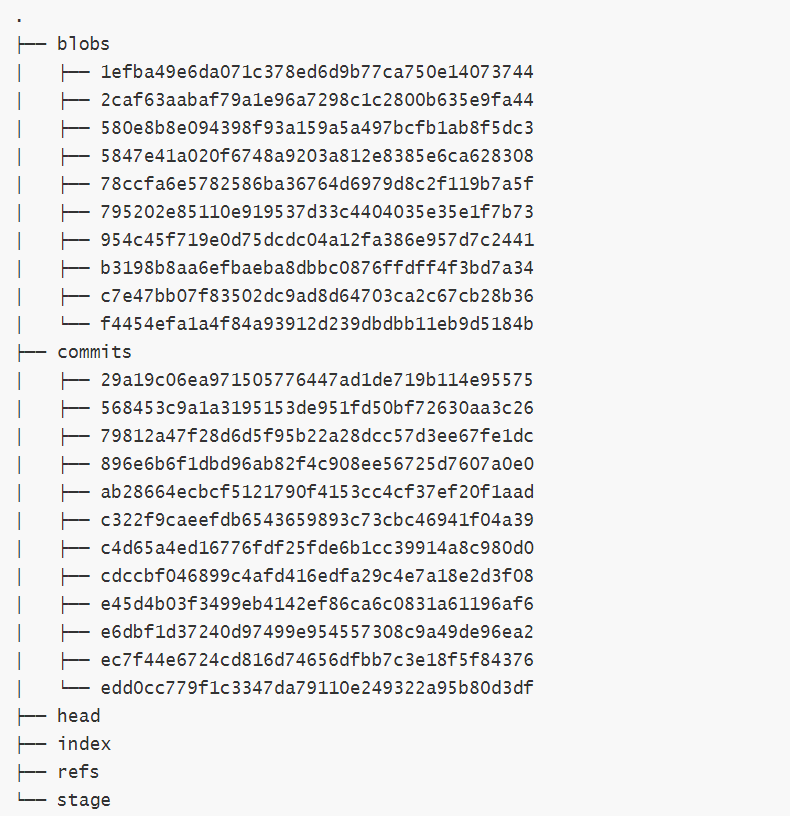 .
├── blobs
│   ├── 1efba49e6da071c378ed6d9b77ca750e14073744
│   ├── 2caf63aabaf79a1e96a7298c1c2800b635e9fa44
│   ├── 580e8b8e094398f93a159a5a497bcfb1ab8f5dc3
│   ├── 5847e41a020f6748a9203a812e8385e6ca628308
│   ├── 78ccfa6e5782586ba36764d6979d8c2f119b7a5f
│   ├── 795202e85110e919537d33c4404035e35e1f7b73
│   ├── 954c45f719e0d75dcdc04a12fa386e957d7c2441
│   ├── b3198b8aa6efbaeba8dbbc0876ffdff4f3bd7a34
│   ├── c7e47bb07f83502dc9ad8d64703ca2c67cb28b36
│   └── f4454efa1a4f84a93912d239dbdbb11eb9d5184b
├── commits
│   ├── 29a19c06ea971505776447ad1de719b114e95575
│   ├── 568453c9a1a3195153de951fd50bf72630aa3c26
│   ├── 79812a47f28d6d5f95b22a28dcc57d3ee67fe1dc
│   ├── 896e6b6f1dbd96ab82f4c908ee56725d7607a0e0
│   ├── ab28664ecbcf5121790f4153cc4cf37ef20f1aad
│   ├── c322f9caeefdb6543659893c73cbc46941f04a39
│   ├── c4d65a4ed16776fdf25fde6b1cc39914a8c980d0
│   ├── cdccbf046899c4afd416edfa29c4e7a18e2d3f08
│   ├── e45d4b03f3499eb4142ef86ca6c0831a61196af6
│   ├── e6dbf1d37240d97499e954557308c9a49de96ea2
│   ├── ec7f44e6724cd816d74656dfbb7c3e18f5f84376
│   └── edd0cc779f1c3347da79110e249322a95b80d3df
├── head
├── index
├── refs
└── stage